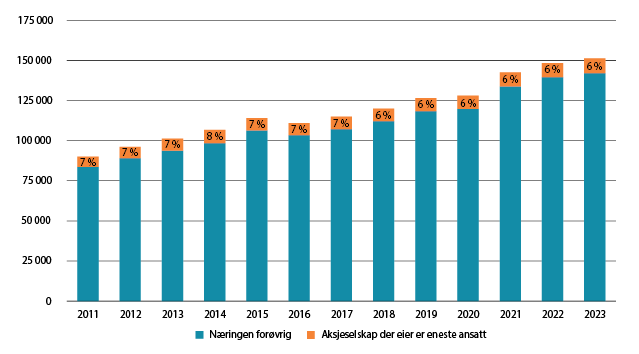 175 000
150 000
125 000
100 000
75 000
50 000
25 000
0
7 % 7 % 7 % 8 % 7 % 7 % 7 % 6 % 6 % 6 % 6 % 6 % 6 %
2011 2012 2013 2014 2015 2016 2017 2018 2019 2020 2021 2022 2023
Næringen forøvrig Aksjeselskap der eier er eneste ansatt